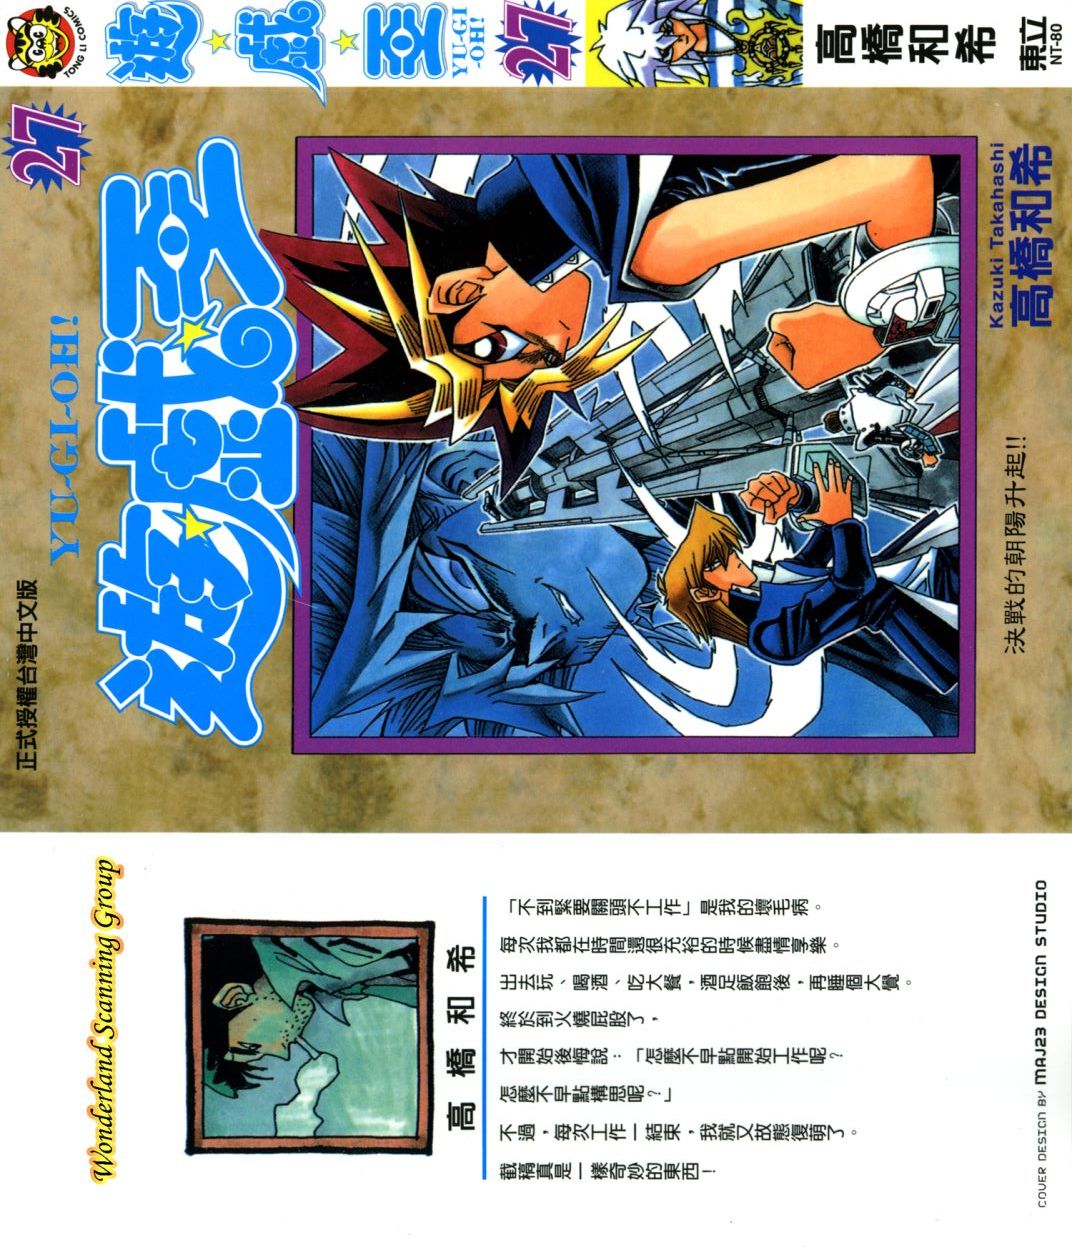 TONG LI COMICS
遊☆戲☆王
YU-GI-OH!
27
高橋和希
東立
NT-80
27
正式授權台灣中文版
YU-GI-OH!
遊☆戲☆王
Kazuki Takahashi
高橋和希
決戰的朝陽升起!!
Wonderland Scanning Group
高橋和希
「不到緊要關頭不工作」是我的壞毛病。
每次我都在時間還很充裕的時候盡情享樂。
出去玩、喝酒、吃大餐，酒足飯飽後，再睡個大覺。
終於到火燒屁股了，
才開始後悔說：「怎麼不早點開始工作呢？
怎麼不早點構思呢？」
不過，每次工作一結束，我就又故態復萌了。
截稿真是一樣奇妙的東西！
COVER DESIGN BY MAJ23 DESIGN STUDIO